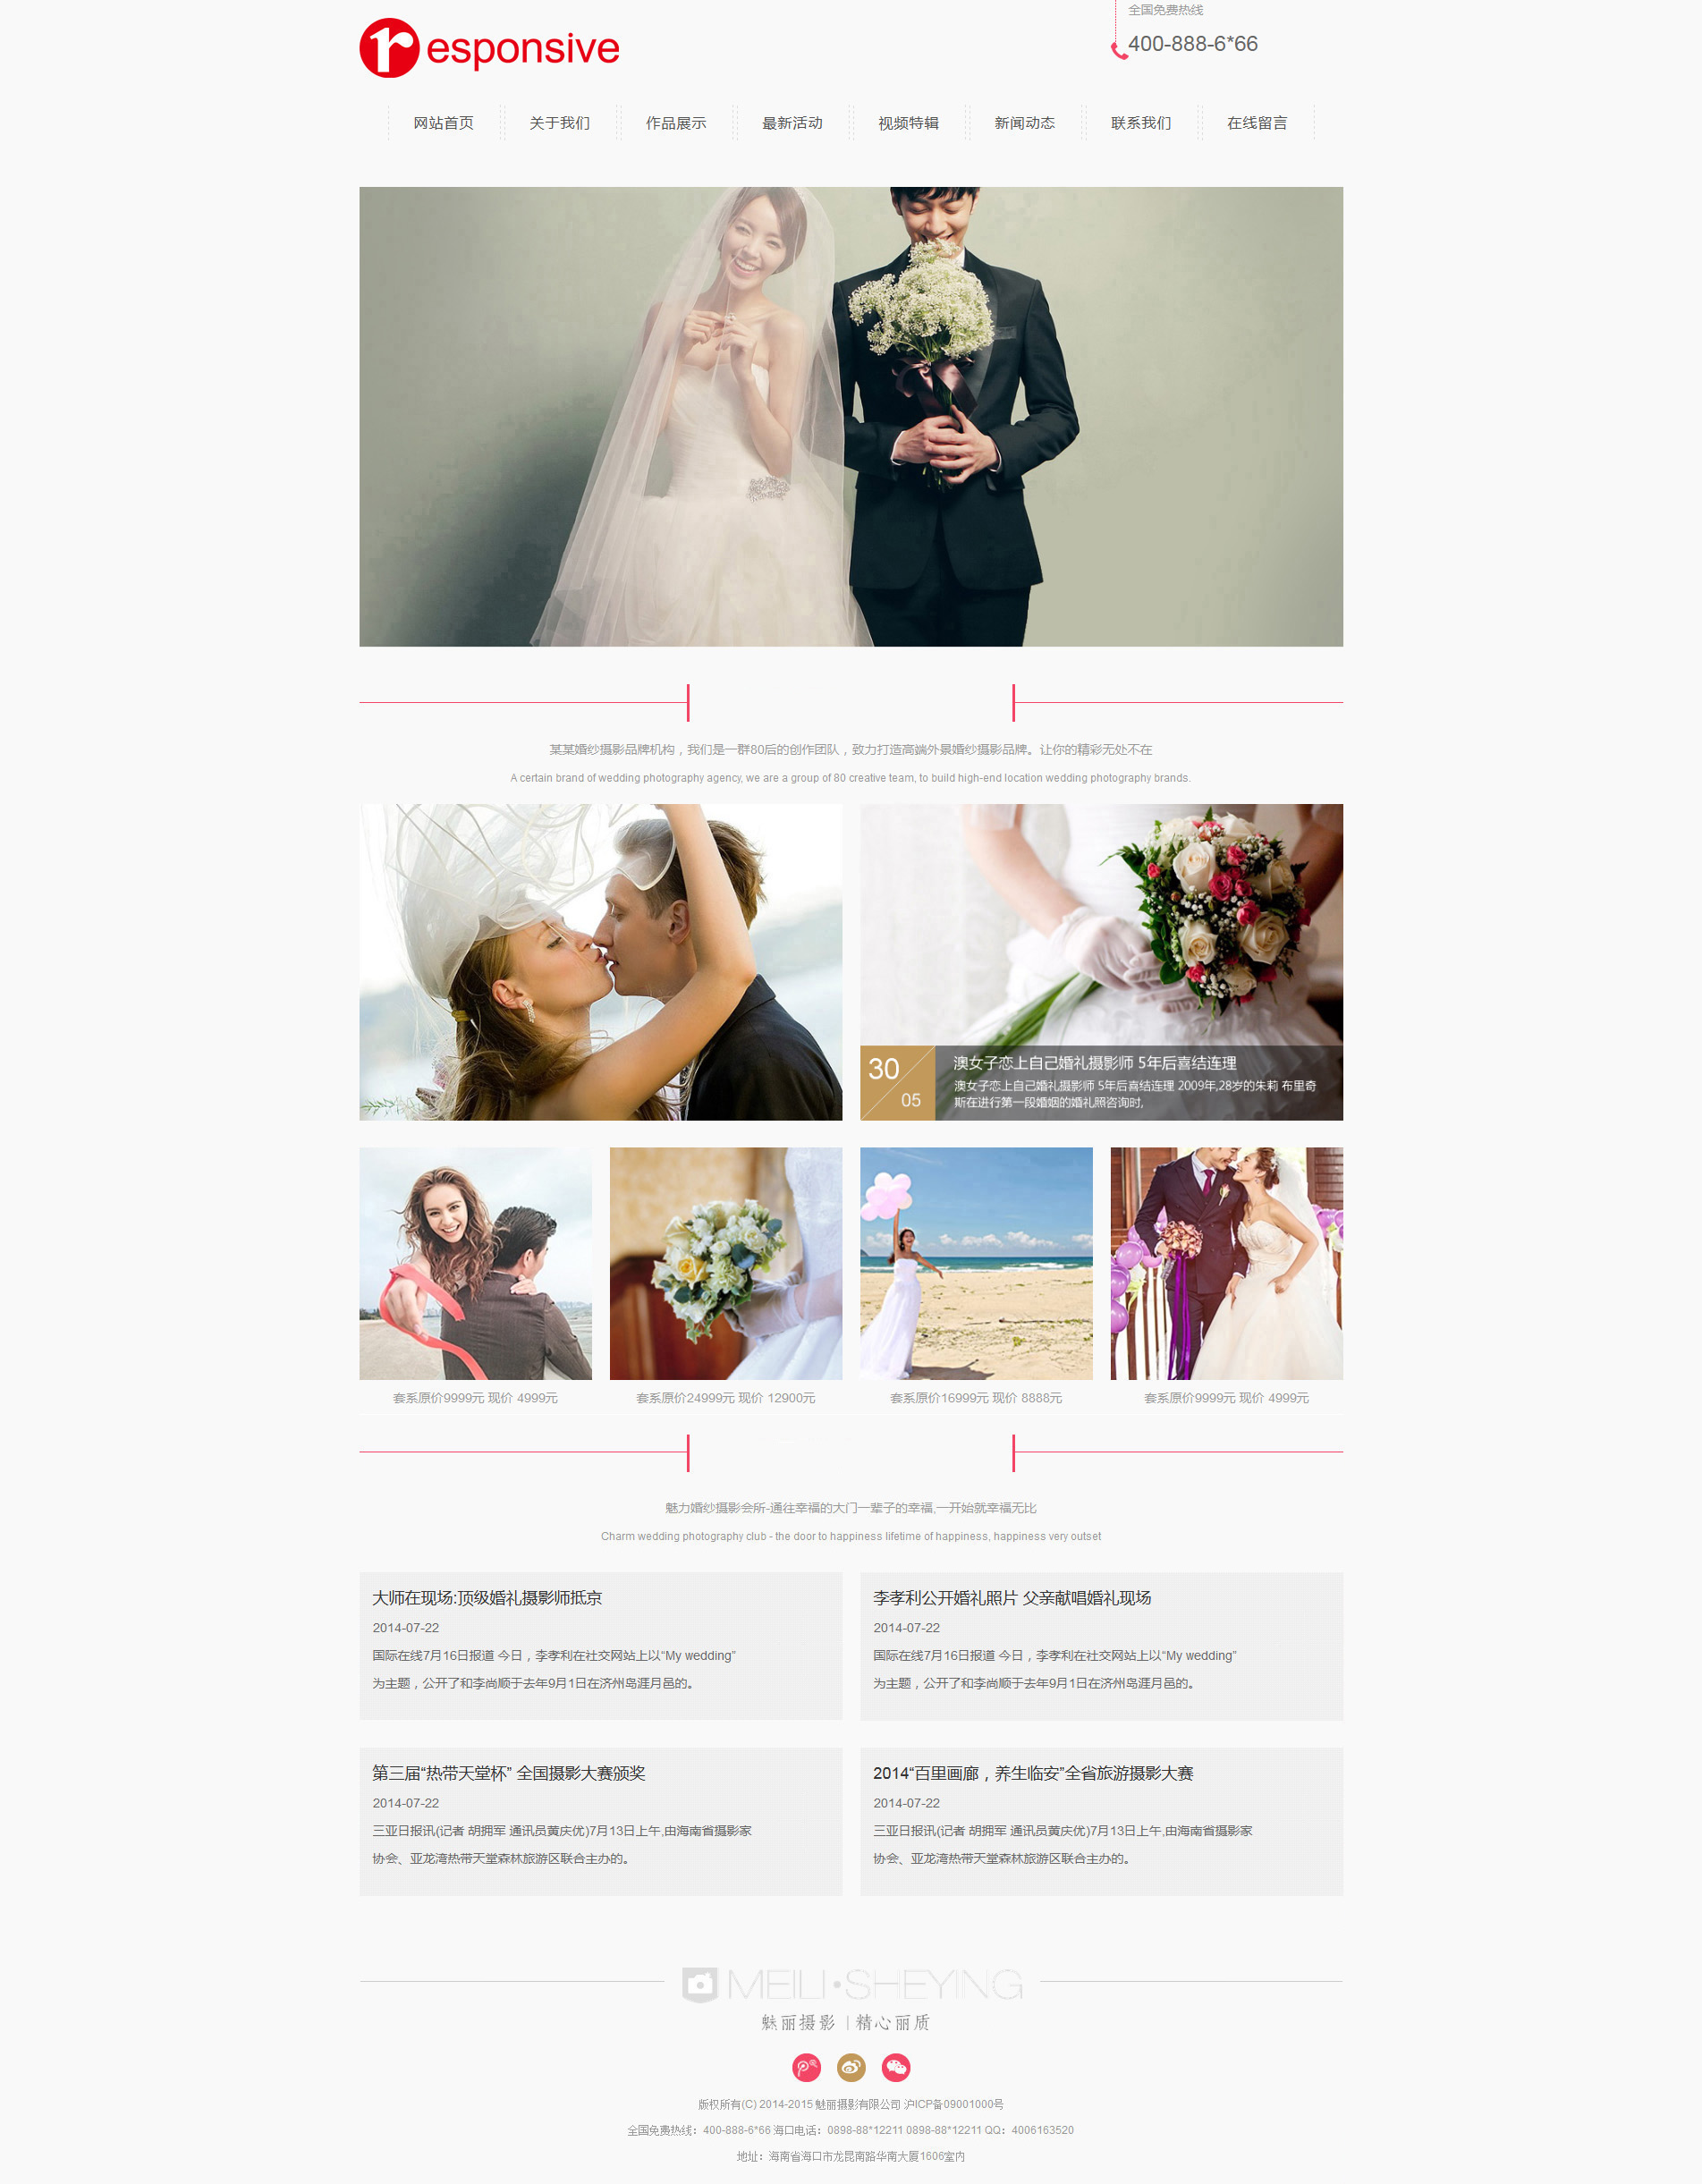 responsive
全国免费热线
400-888-6*66
网站首页 关于我们 作品展示 最新活动 视频特辑 新闻动态 联系我们 在线留言
某某婚纱摄影品牌机构，我们是一群80后的创作团队，致力打造高端外景婚纱摄影品牌。让你的精彩无处不在
A certain brand of wedding photography agency, we are a group of 80 creative team, to build high-end location wedding photography brands.
30
05
澳女子恋上自己婚礼摄影师 5年后喜结连理
澳女子恋上自己婚礼摄影师 5年后喜结连理 2009年,28岁的朱莉 布里奇
斯在进行第一段婚姻的婚礼照咨询时,
套系原价9999元 现价 4999元
套系原价24999元 现价 12900元
套系原价16999元 现价 8888元
套系原价9999元 现价 4999元
魅力婚纱摄影会所-通往幸福的大门一辈子的幸福,一开始就幸福无比
Charm wedding photography club - the door to happiness lifetime of happiness, happiness very outset
大师在现场:顶级婚礼摄影师抵京
2014-07-22
国际在线7月16日报道 今日，李孝利在社交网站上以“My wedding”
为主题，公开了和李尚顺于去年9月1日在济州岛涯月邑的。
李孝利公开婚礼照片 父亲献唱婚礼现场
2014-07-22
国际在线7月16日报道 今日，李孝利在社交网站上以“My wedding”
为主题，公开了和李尚顺于去年9月1日在济州岛涯月邑的。
第三届“热带天堂杯” 全国摄影大赛颁奖
2014-07-22
三亚日报讯(记者 胡拥军 通讯员黄庆优)7月13日上午,由海南省摄影家
协会、亚龙湾热带天堂森林旅游区联合主办的。
2014“百里画廊，养生临安”全省旅游摄影大赛
2014-07-22
三亚日报讯(记者 胡拥军 通讯员黄庆优)7月13日上午,由海南省摄影家
协会、亚龙湾热带天堂森林旅游区联合主办的。
MEILI·SHEYING
魅丽摄影 | 精心丽质
版权所有(C) 2014-2015 魅丽摄影有限公司 沪ICP备09001000号
全国免费热线：400-888-6*66 海口电话：0898-88*12211 0898-88*12211 QQ：4006163520
地址：海南省海口市龙昆南路华南大厦1606室内